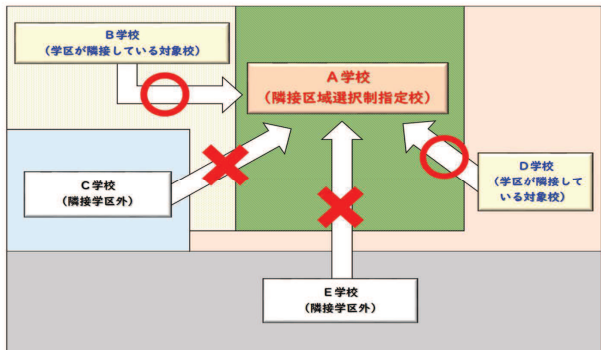 B学校
(学区が隣接している対象校)
A学校
(隣接区域選択制指定校)
C学校
(隣接学区外)
D学校
(学区が隣接して
いる対象校)
E学校
(隣接学区外)